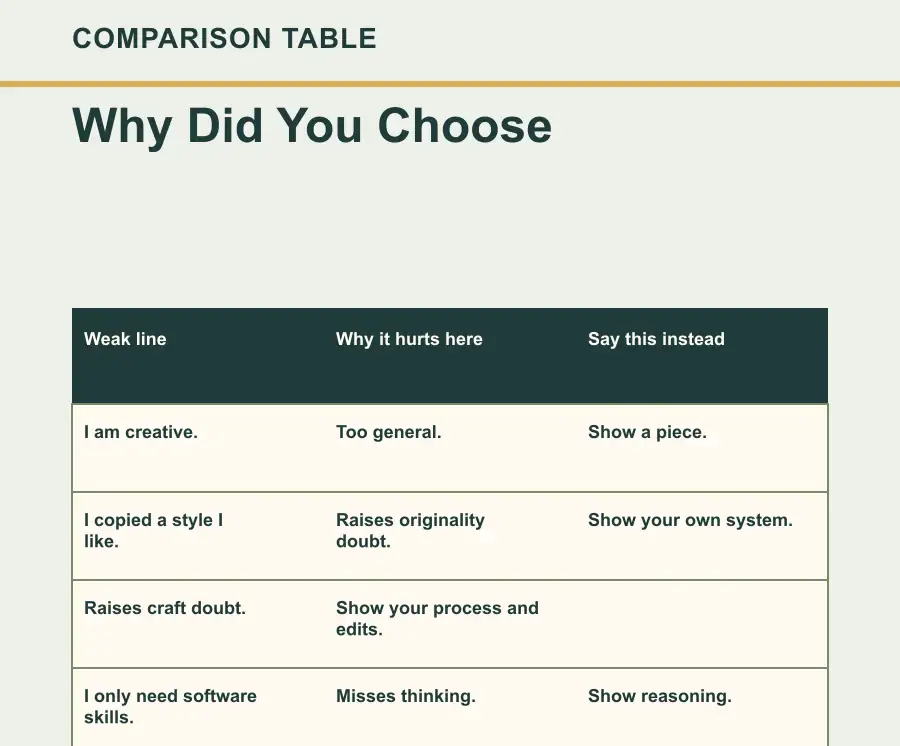 COMPARISON TABLE
Why Did You Choose
Weak line Why it hurts here Say this instead
I am creative. Too general. Show a piece.
I copied a style I Raises originality Show your own system.
like. doubt.
Raises craft doubt. Show your process and
edits.
I only need software Misses thinking. Show reasoning.
skills.